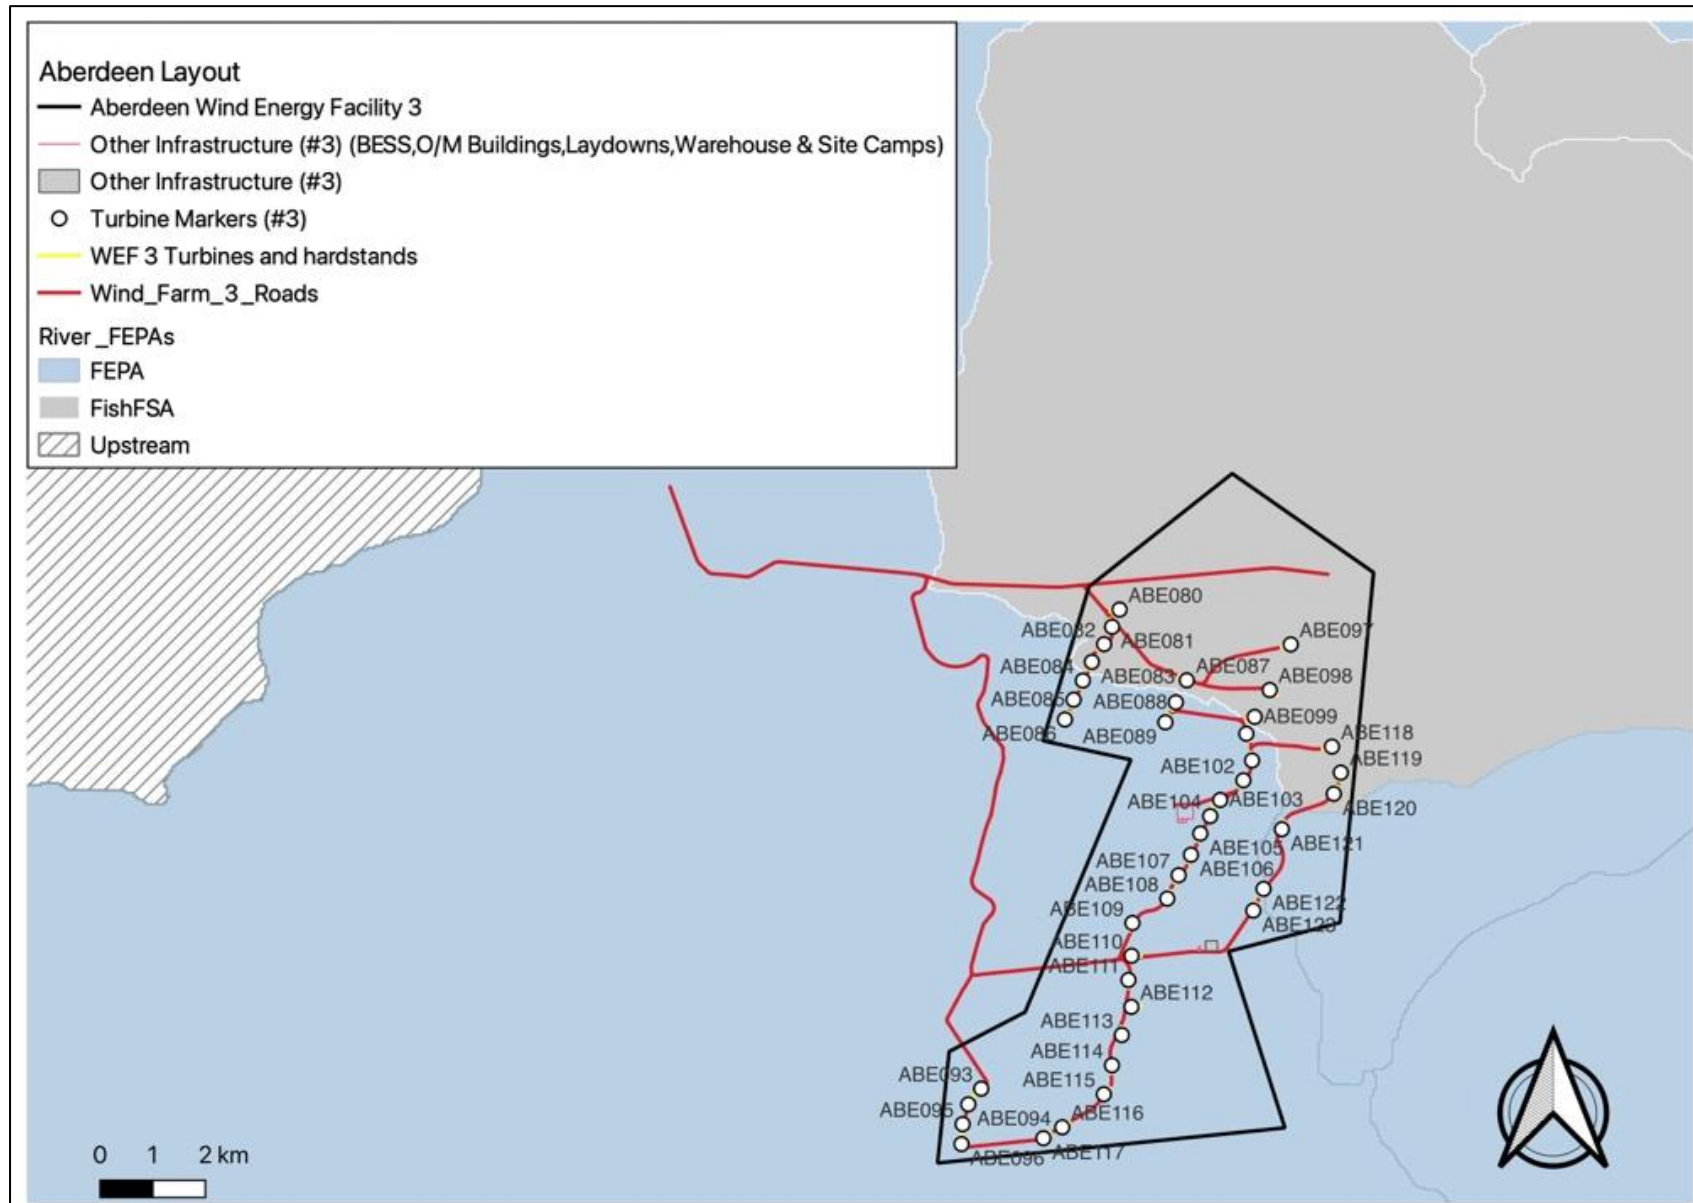 Aberdeen Layout
Aberdeen Wind Energy Facility 3
Other Infrastructure (#3) (BESS,O/M Buildings,Laydowns,Warehouse & Site Camps)
Other Infrastructure (#3)
Turbine Markers (#3)
WEF 3 Turbines and hardstands
Wind_Farm_3_Roads
River_FEPAs
FEPA
FishFSA
Upstream
ABE080
ABE082
ABE081
ABE097
ABE084
ABE083
ABE087
ABE098
ABE085
ABE088
ABE086
ABE089
ABE099
ABE118
ABE102
ABE119
ABE104
ABE103
ABE120
ABE105
ABE121
ABE107
ABE106
ABE108
ABE122
ABE109
ABE123
ABE110
ABE111
ABE112
ABE113
ABE114
ABE093
ABE115
ABE095
ABE094
ABE116
ABE096
ABE117
0 1 2 km